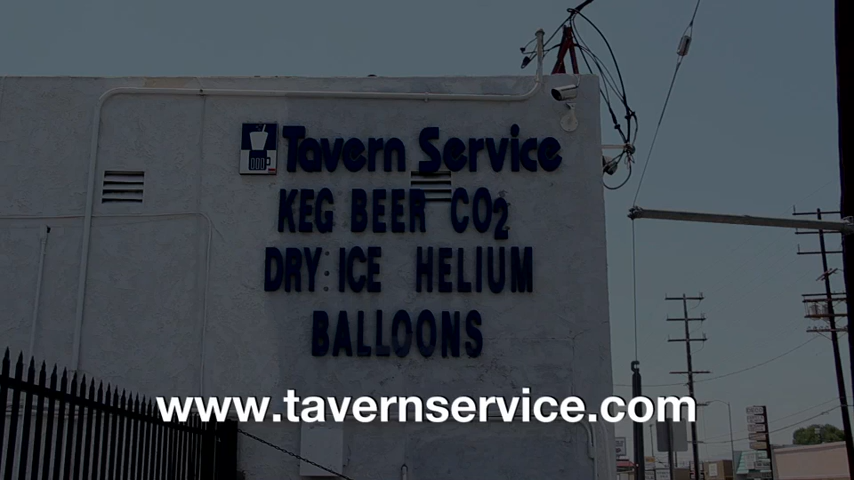 Tavern Service
KEG BEER CO2
DRY ICE HELIUM
BALLOONS
www.tavernservice.com